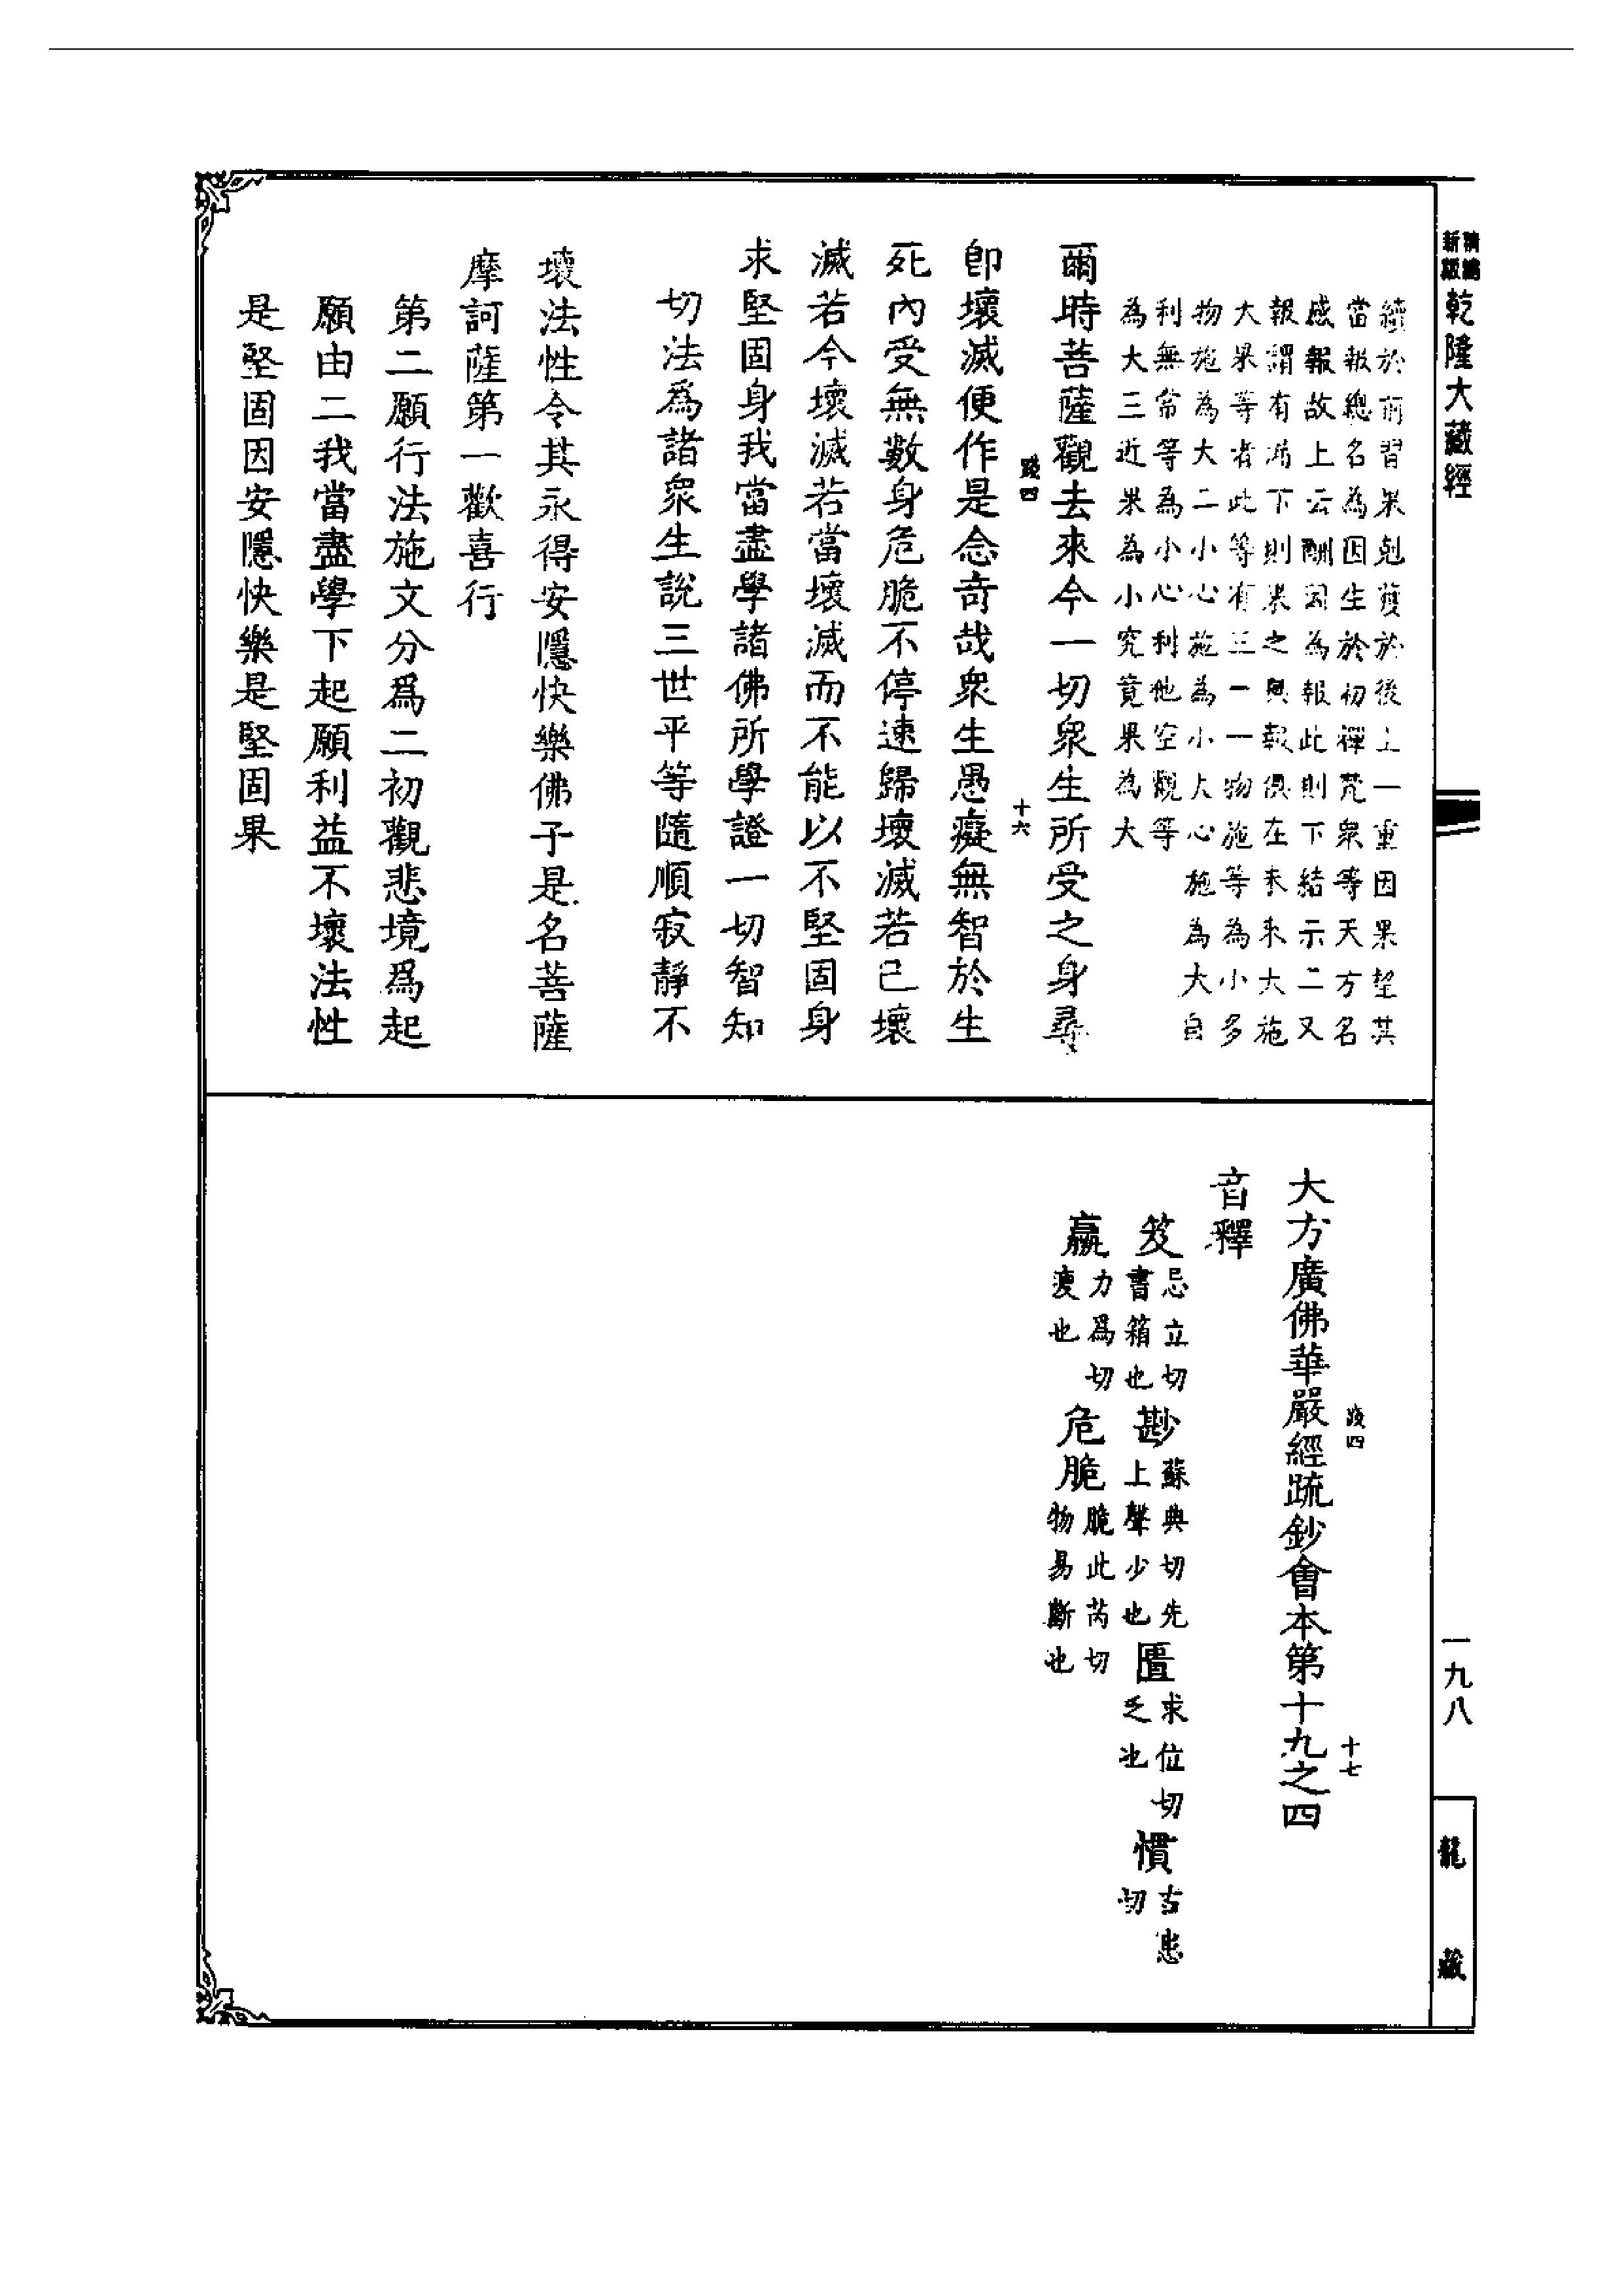 乾隆大藏經
續於前習果剋獲於後上一重因果望其
當報總名為因生於初禪梵眾等天方名
感報故上云酬因為報此則下結示二又
報謂有漏下則果之與報俱在未來大施
大果等者此等有三一一物施等為小多
物施為大二小心施為小大心施為大自
利無常等為小心利他空觀等
為大三近果為小究竟果為大
爾時菩薩觀去來今一切眾生所受之身尋
四
十六
即壞滅便作是念奇哉眾生愚癡無智於生
死內受無數身危脆不停速歸壞滅若已壞
滅若今壞滅若當壞滅而不能以不堅固身
求堅固身我當盡學諸佛所學證一切智知
切法爲諸眾生說三世平等隨順寂靜不
壞法性令其永得安隱快樂佛子是名菩薩
摩訶薩第一歡喜行
第二願行法施文分爲二初觀悲境爲起
願由二我當盡學下起願利益不壞法性
是堅固因安隱快樂是堅固果
四
十七
大方廣佛華嚴經疏鈔會本第十九之四
音釋
笈忌立切書箱也尠蘇典切先上聲少也匱求位切乏也慣古患切
羸力爲切瘦也危脆脆此芮切物易斷也
一九八
龍藏